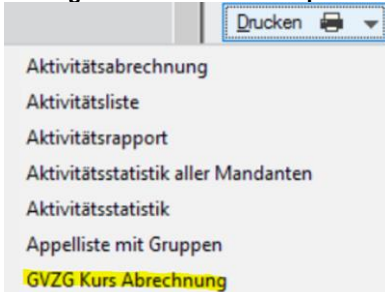 Drucken
Aktivitätsabrechnung
Aktivitätsliste
Aktivitätsrapport
Aktivitätsstatistik aller Mandanten
Aktivitätsstatistik
Appelliste mit Gruppen
GVZG Kurs Abrechnung